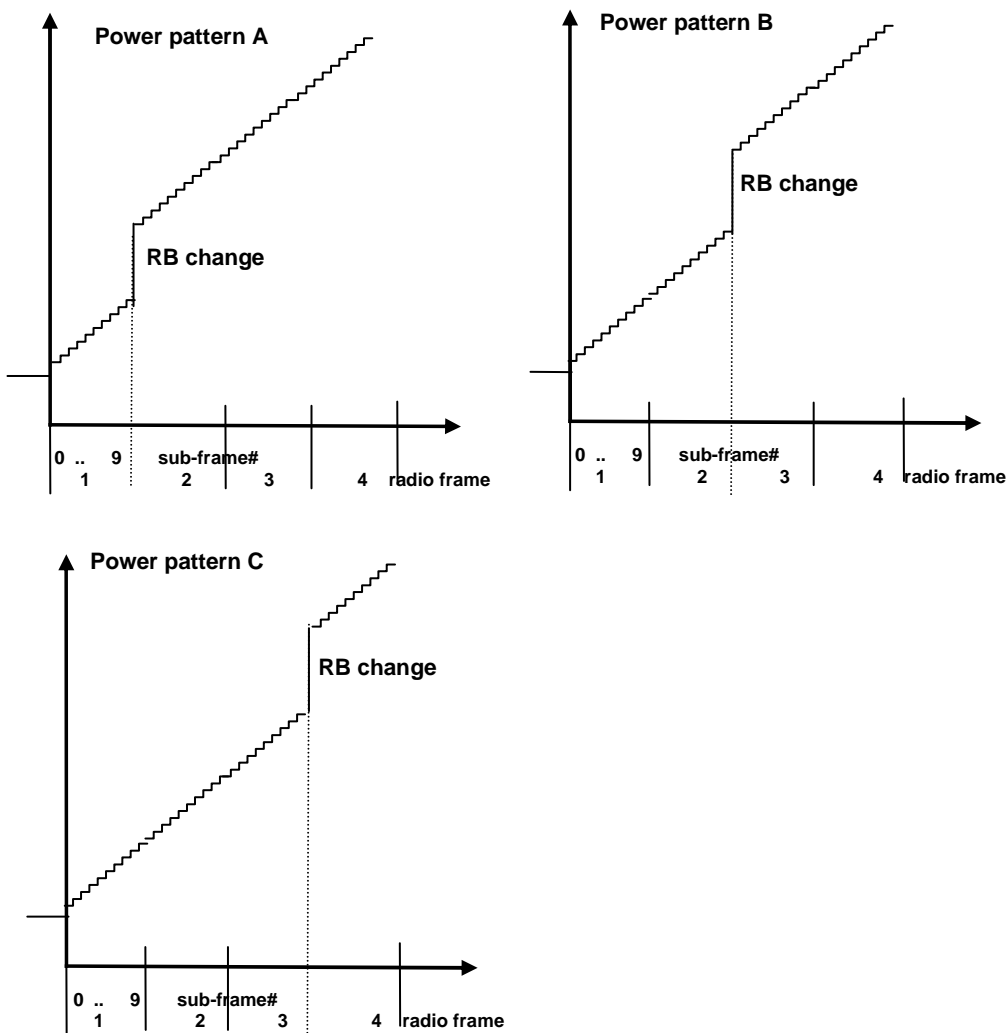 Power pattern A
RB change
0 .. 9 sub-frame#
1 2 3 4 radio frame
Power pattern B
RB change
0 .. 9 sub-frame#
1 2 3 4 radio frame
Power pattern C
RB change
0 .. 9 sub-frame#
1 2 3 4 radio frame